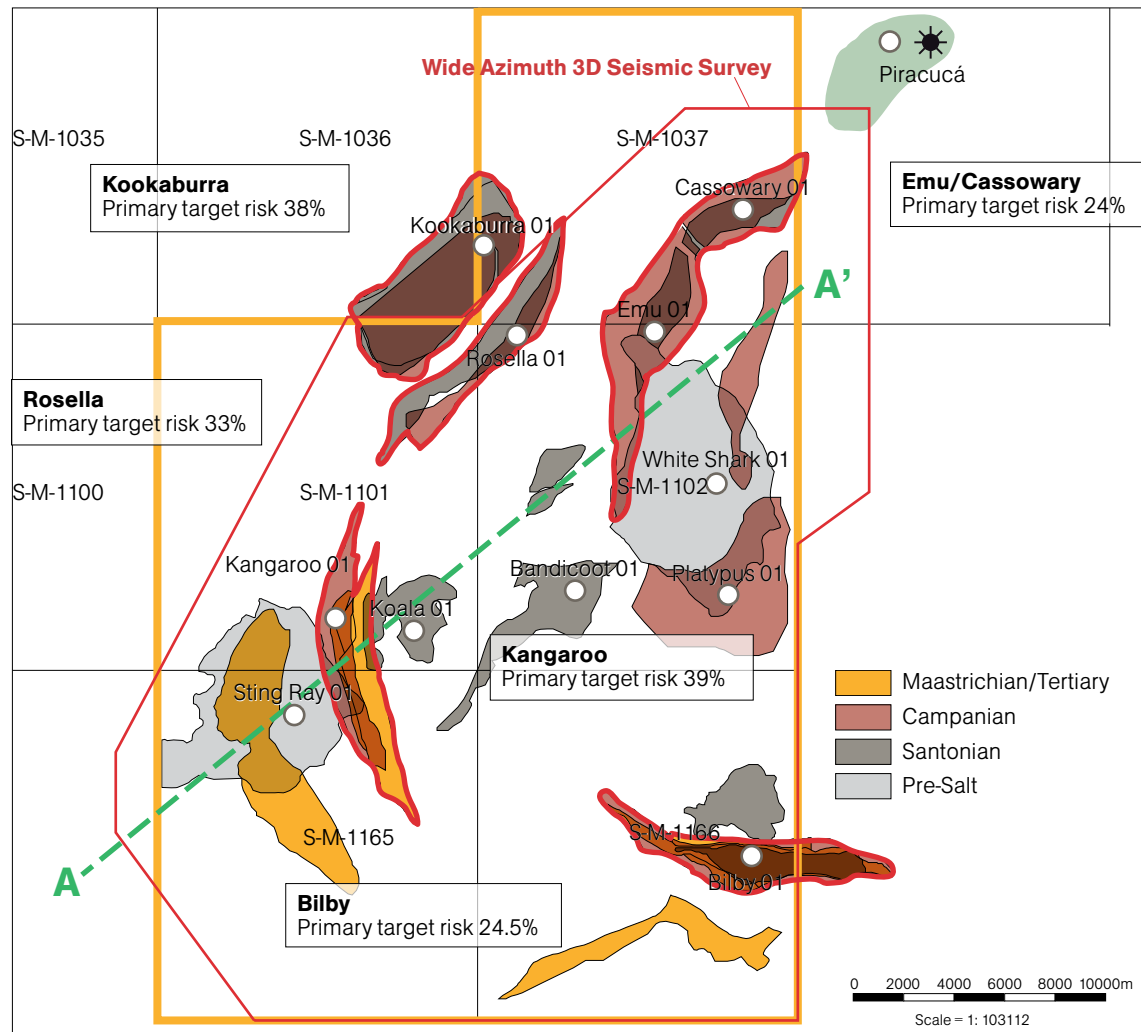 Piracucá
Wide Azimuth 3D Seismic Survey
S-M-1035
S-M-1036
S-M-1037
Kookaburra
Primary target risk 38%
Emu/Cassowary
Primary target risk 24%
Cassowary 01
Kookaburra 01
A'
Emu 01
Rosella 01
Rosella
Primary target risk 33%
White Shark 01
S-M-1100
S-M-1101
S-M-1102
Kangaroo 01
Bandicoot 01
Platypus 01
Koala 01
Kangaroo
Primary target risk 39%
Sting Ray 01
Maastrichian/Tertiary
Campanian
Santonian
Pre-Salt
S-M-1165
S-M-1166
A
Bilby 01
Bilby
Primary target risk 24.5%
0 2000 4000 6000 8000 10000m
Scale = 1: 103112